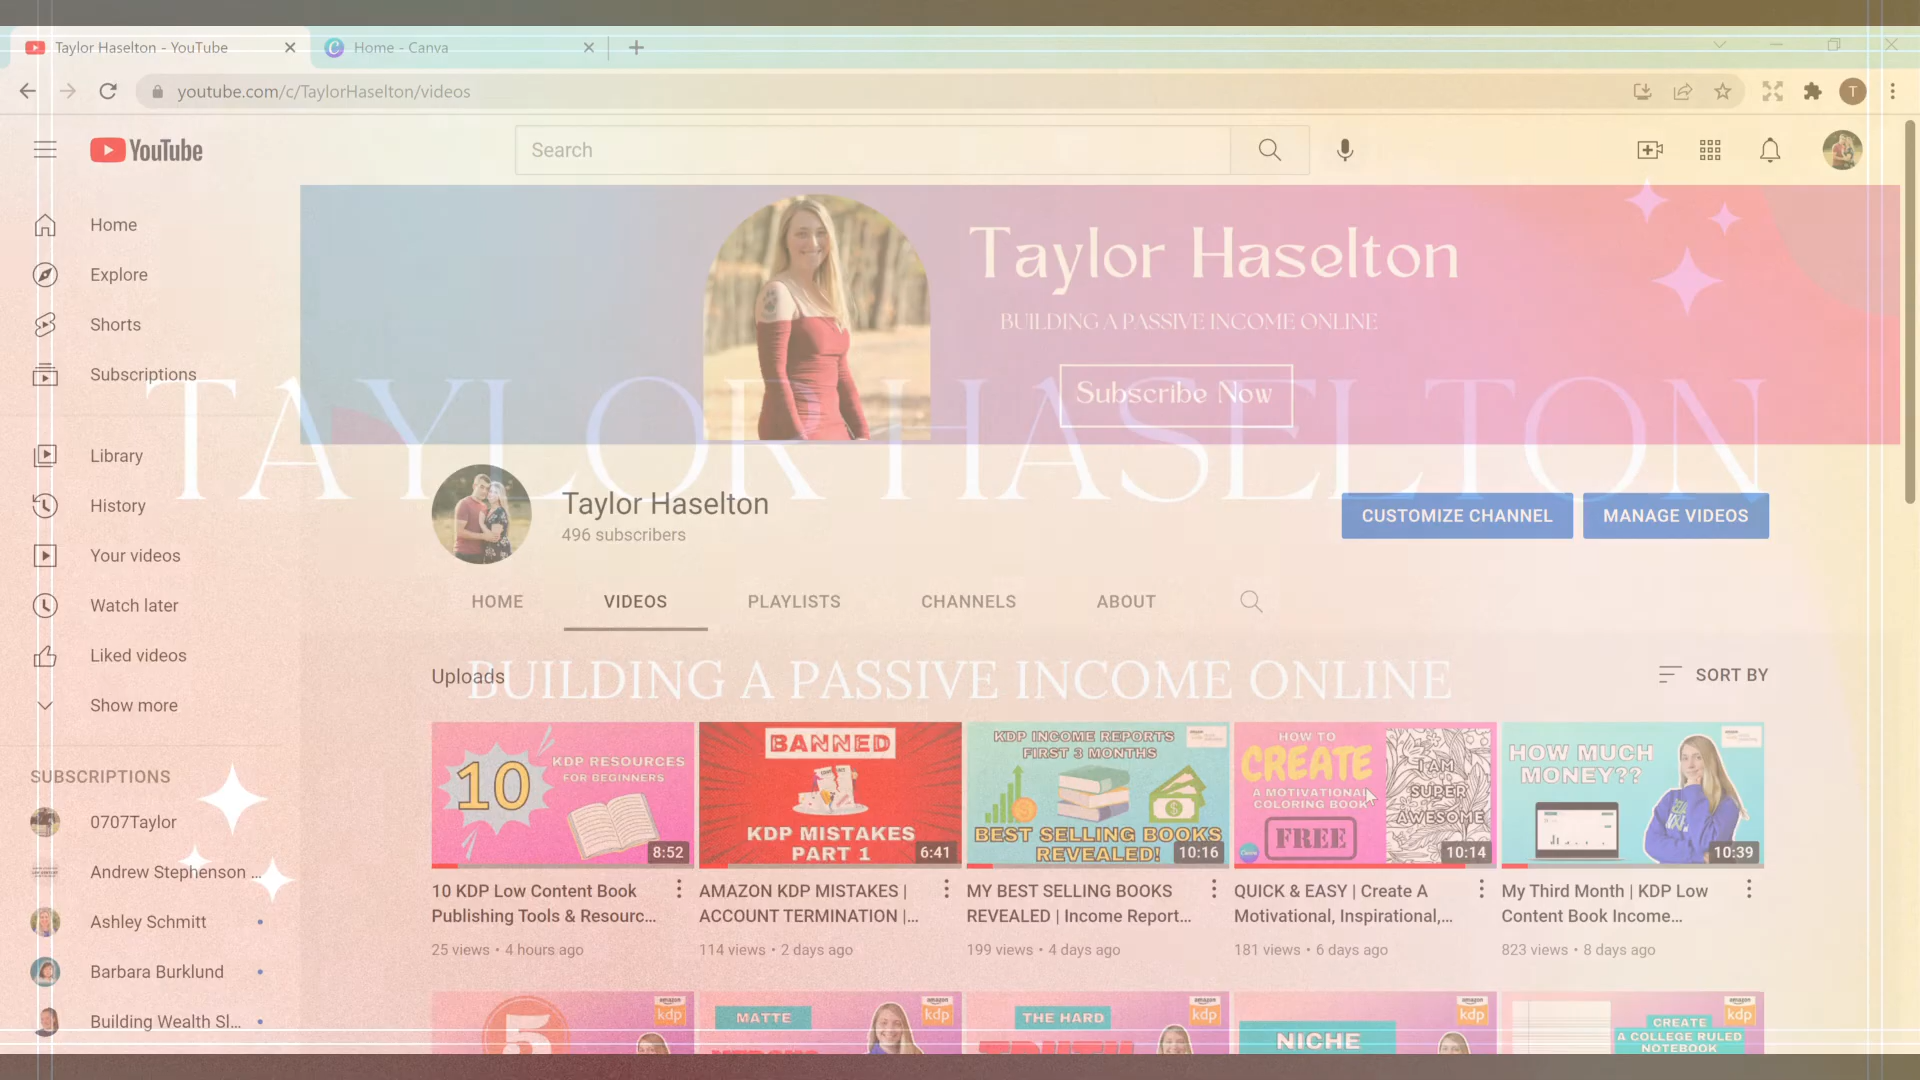 Taylor Haselton - YouTube
Home - Canva
youtube.com/c/TaylorHaselton/videos
T
YouTube
Search
Home
Explore
Shorts
Subscriptions
Library
History
Your videos
Watch later
Liked videos
Show more
SUBSCRIPTIONS
0707Taylor
Andrew Stephenson ...
Ashley Schmitt
Barbara Burklund
Building Wealth Sl...
Taylor Haselton
BUILDING A PASSIVE INCOME ONLINE
Subscribe Now
TAYLOR HASELTON
Taylor Haselton
496 subscribers
CUSTOMIZE CHANNEL
MANAGE VIDEOS
HOME
VIDEOS
PLAYLISTS
CHANNELS
ABOUT
BUILDING A PASSIVE INCOME ONLINE
Uploads
SORT BY
10
KDP RESOURCES
FOR BEGINNERS
8:52
10 KDP Low Content Book
Publishing Tools & Resourc...
25 views • 4 hours ago
BANNED
KDP MISTAKES
PART 1
6:41
AMAZON KDP MISTAKES |
ACCOUNT TERMINATION |...
114 views • 2 days ago
KDP INCOME REPORTS
FIRST 3 MONTHS
BEST SELLING BOOKS
REVEALED!
10:16
MY BEST SELLING BOOKS
REVEALED | Income Report...
199 views • 4 days ago
HOW TO
CREATE
A MOTIVATIONAL
COLORING BOOK
FREE
I AM
SUPER
AWESOME
10:14
QUICK & EASY | Create A
Motivational, Inspirational,...
181 views • 6 days ago
HOW MUCH
MONEY??
10:39
My Third Month | KDP Low
Content Book Income...
823 views • 8 days ago
5
amazon
kdp
MATTE
amazon
kdp
THE HARD
TRUTH
amazon
kdp
NICHE
amazon
kdp
CREATE
A COLLEGE RULED
NOTEBOOK
amazon
kdp